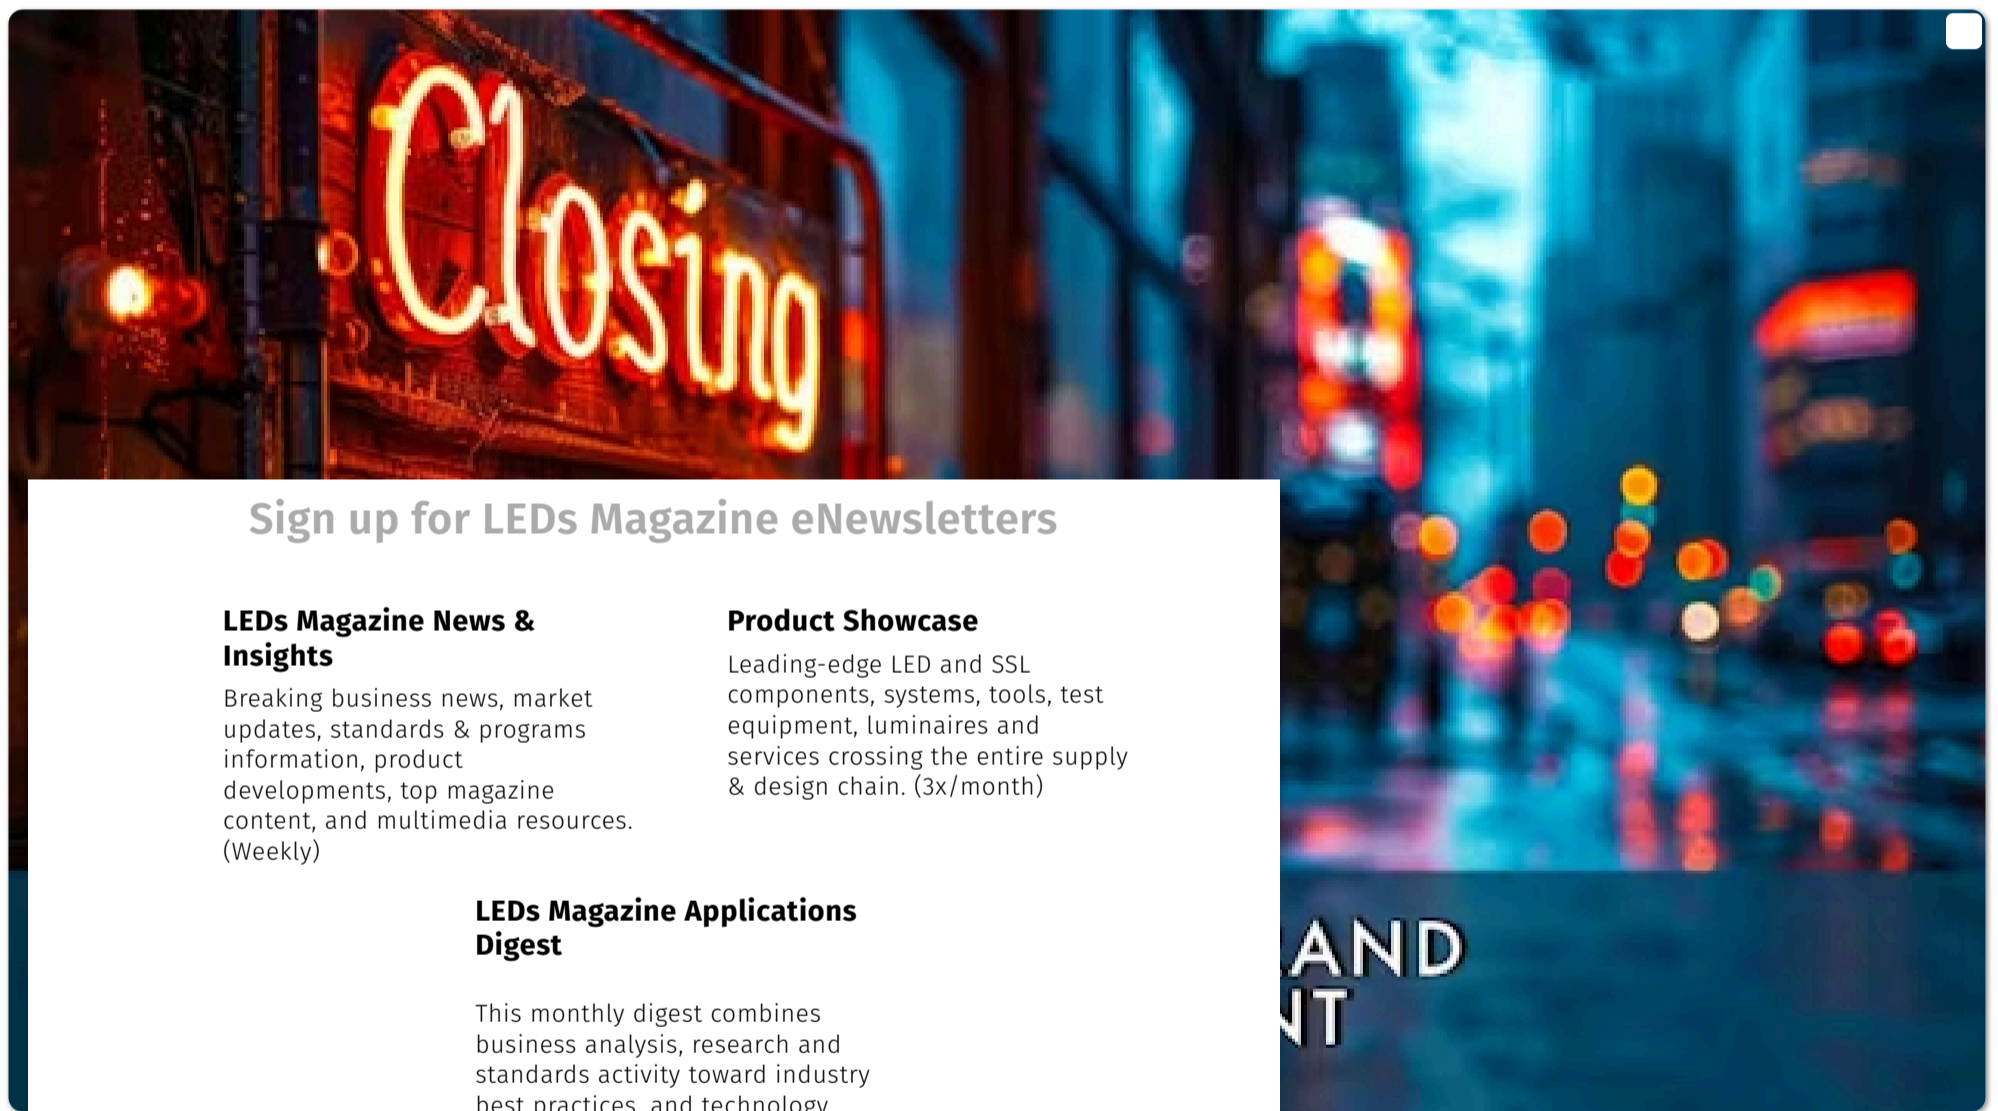 Closing
Sign up for LEDs Magazine eNewsletters
LEDs Magazine News &
Insights
Breaking business news, market
updates, standards & programs
information, product
developments, top magazine
content, and multimedia resources.
(Weekly)
Product Showcase
Leading-edge LED and SSL
components, systems, tools, test
equipment, luminaires and
services crossing the entire supply
& design chain. (3x/month)
LEDs Magazine Applications
Digest
This monthly digest combines
business analysis, research and
standards activity toward industry
best practices, and technology